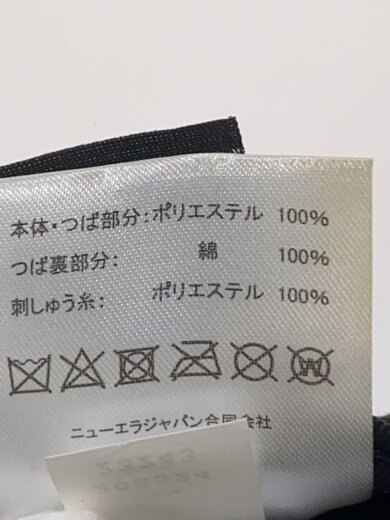 本体・つば部分:ポリエステル 100%
つば裏部分: 綿 100%
刺しゅう糸: ポリエステル 100%
ニューエラジャパン合同会社